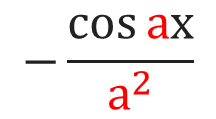 − cos ax / a²